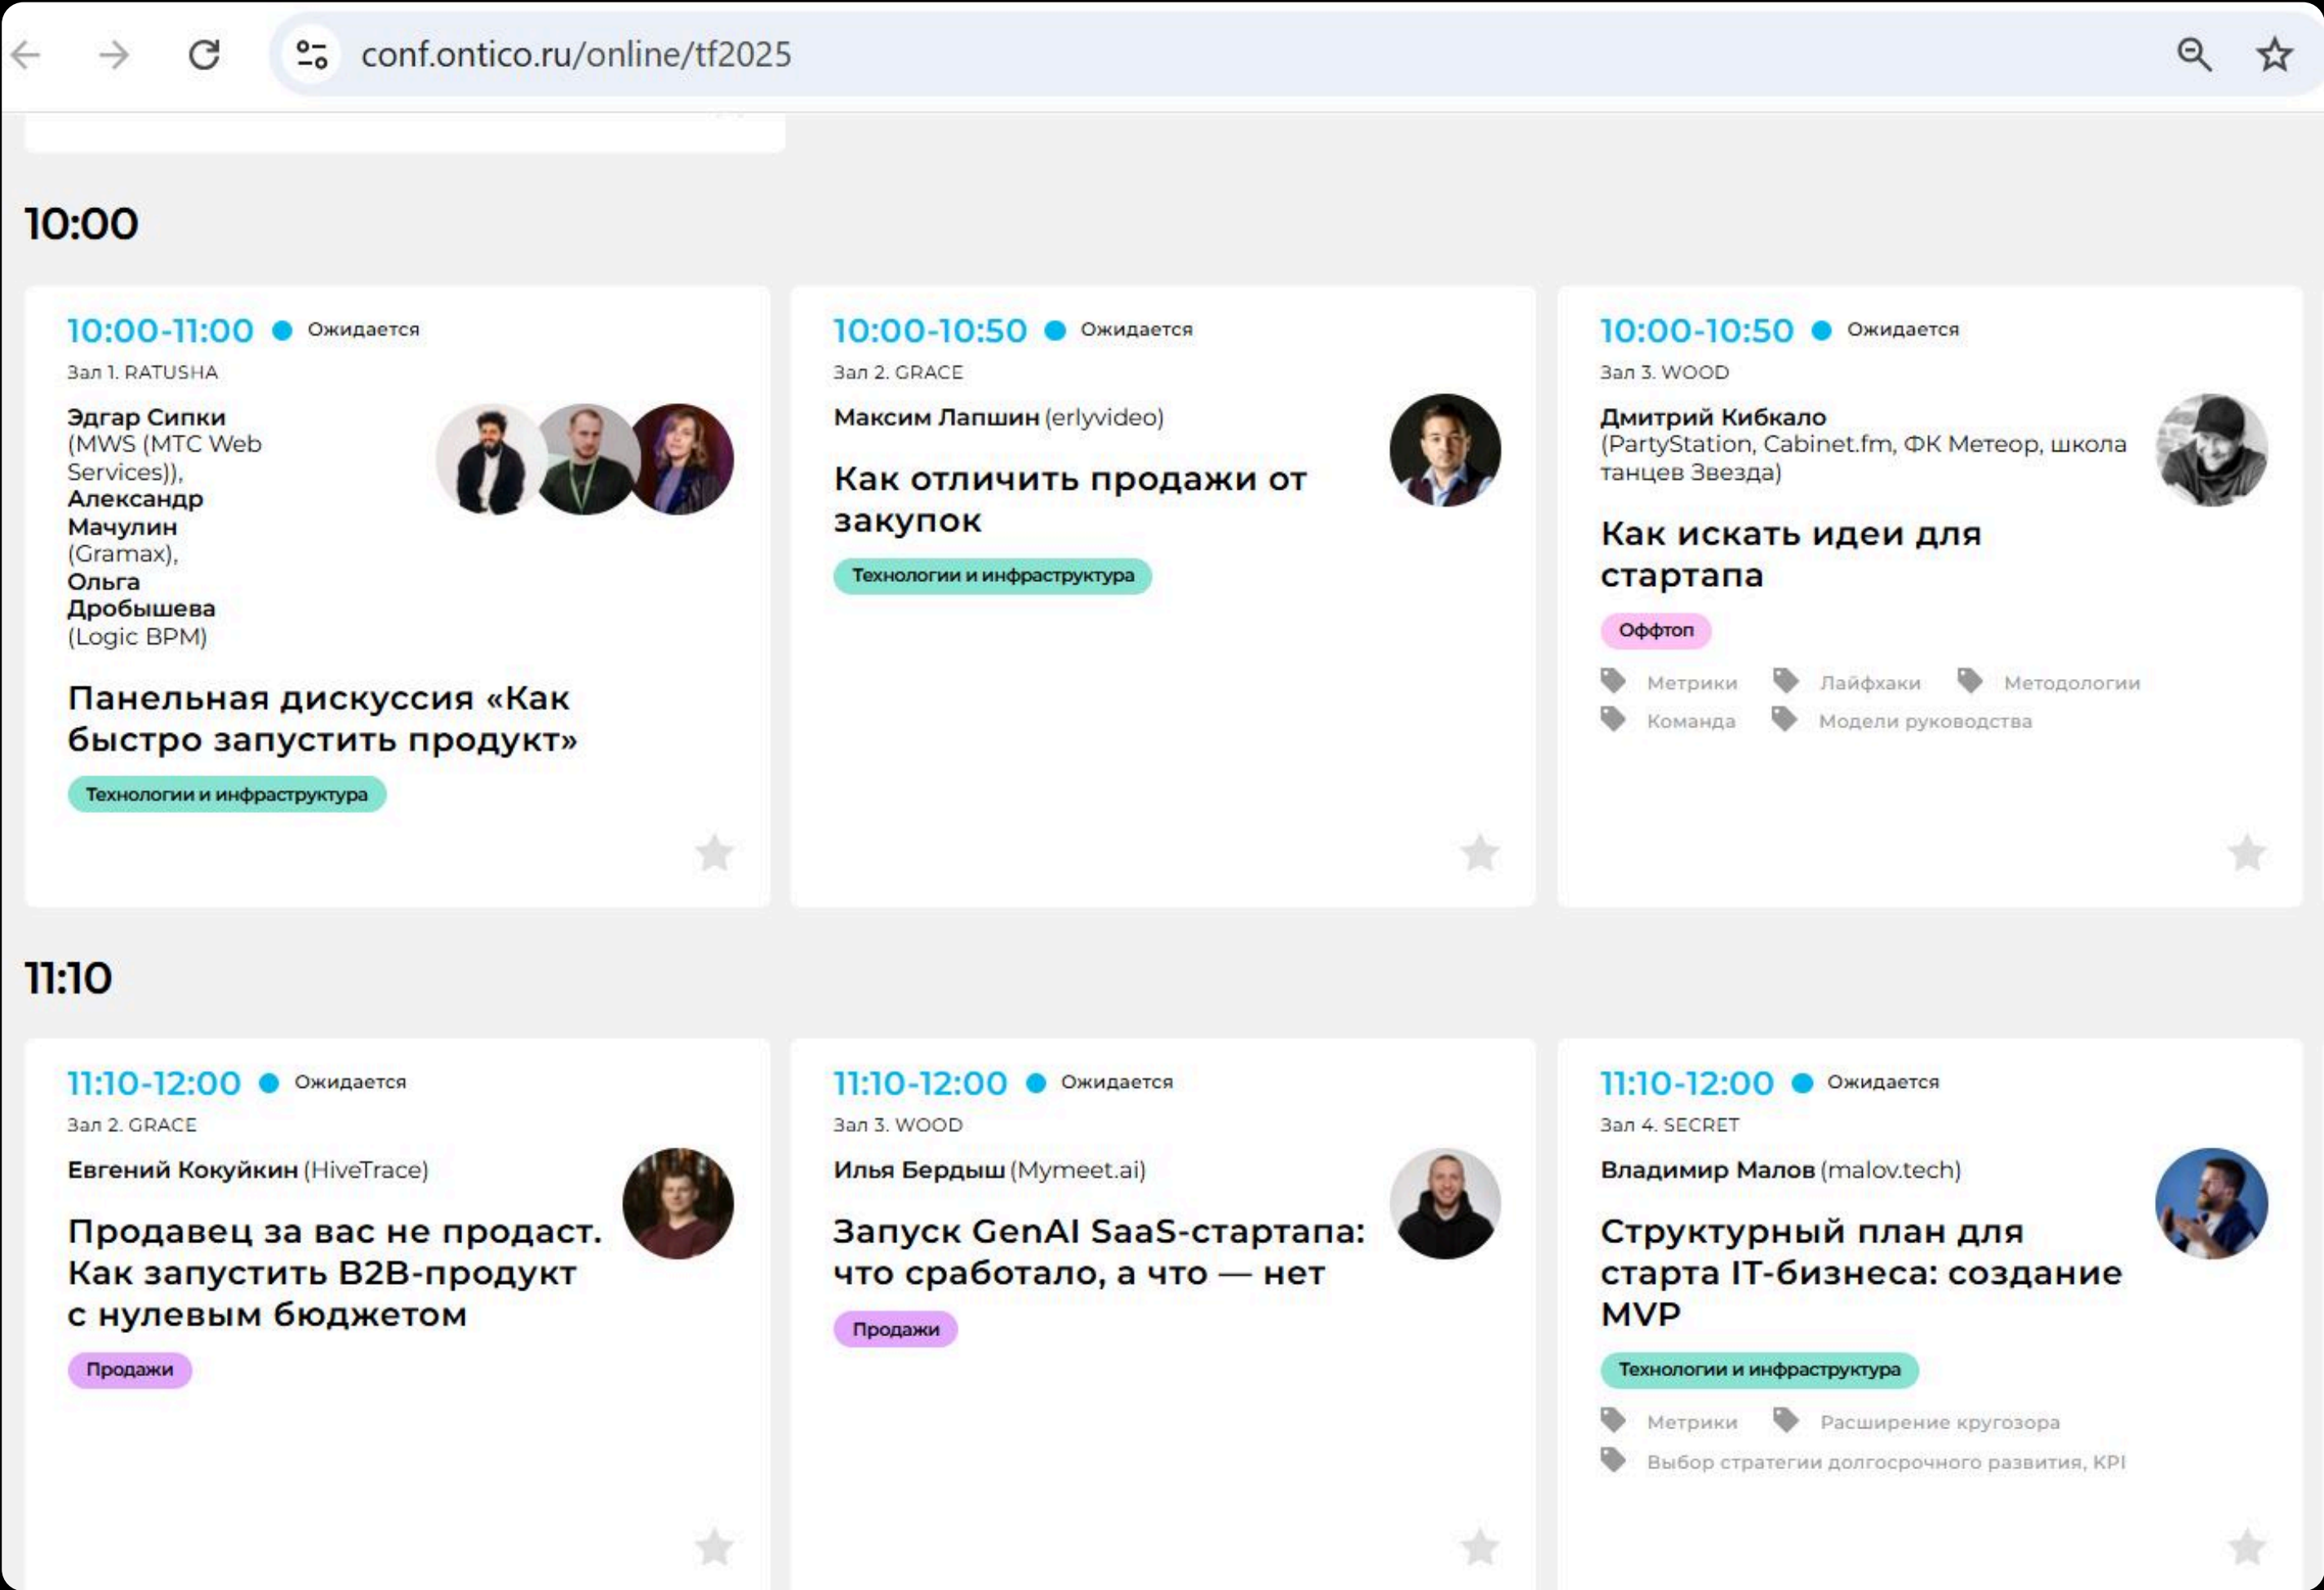 conf.ontico.ru/online/tf2025
10:00
10:00-11:00 Ожидается
Зал 1. RATUSHA
Эдгар Сипки
(MWS (МТС Web
Services)),
Александр
Мачулин
(Gramax),
Ольга
Дробышева
(Logic BPM)
Панельная дискуссия «Как
быстро запустить продукт»
Технологии и инфраструктура
10:00-10:50 Ожидается
Зал 2. GRACE
Максим Лапшин (erlyvideo)
Как отличить продажи от
закупок
Технологии и инфраструктура
10:00-10:50 Ожидается
Зал 3. WOOD
Дмитрий Кибкало
(PartyStation, Cabinet.fm, ФК Метеор, школа
танцев Звезда)
Как искать идеи для
стартапа
Оффтоп
Метрики Лайфхаки Методологии
Команда Модели руководства
11:10
11:10-12:00 Ожидается
Зал 2. GRACE
Евгений Кокуйкин (HiveTrace)
Продавец за вас не продаст.
Как запустить B2B-продукт
с нулевым бюджетом
Продажи
11:10-12:00 Ожидается
Зал 3. WOOD
Илья Бердыш (Mymeet.ai)
Запуск GenAI SaaS-стартапа:
что сработало, а что — нет
Продажи
11:10-12:00 Ожидается
Зал 4. SECRET
Владимир Малов (malov.tech)
Структурный план для
старта IT-бизнеса: создание
MVP
Технологии и инфраструктура
Метрики Расширение кругозора
Выбор стратегии долгосрочного развития, KPI